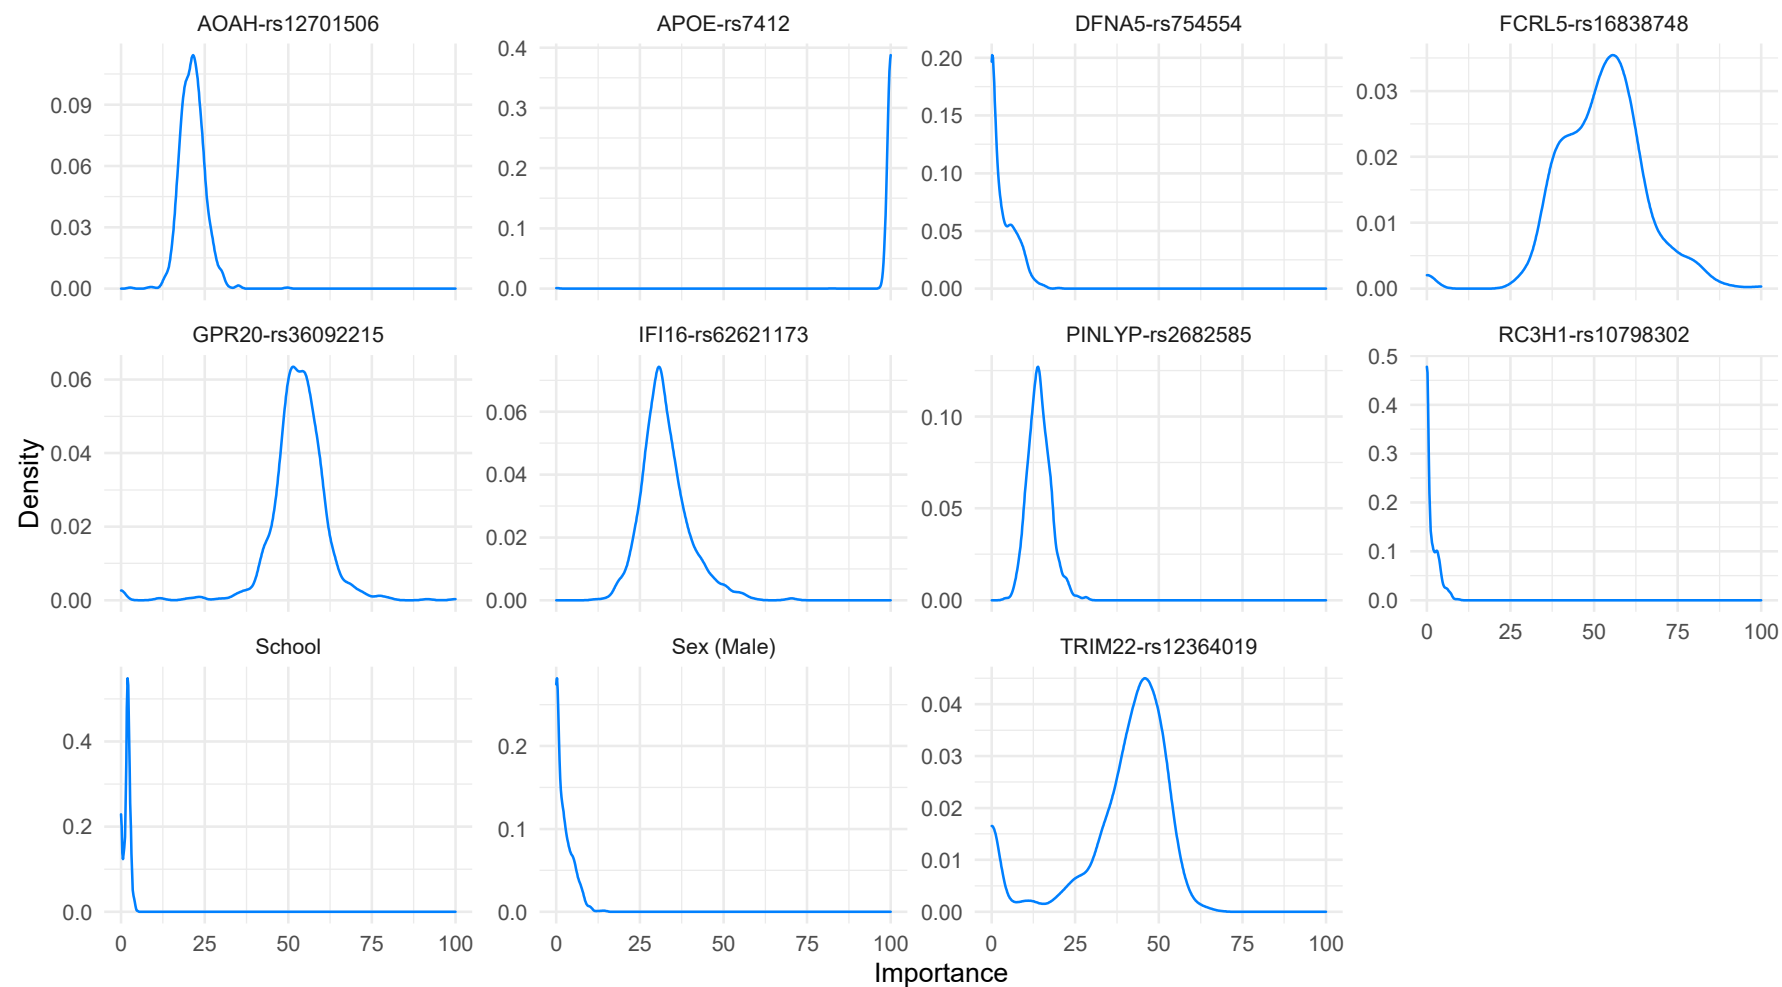 AOAH-rs12701506
APOE-rs7412
DFNA5-rs754554
FCRL5-rs16838748
0.09
0.06
0.03
0.00
0.4
0.3
0.2
0.1
0.0
0.20
0.15
0.10
0.05
0.00
0.03
0.02
0.01
0.00
GPR20-rs36092215
IFI16-rs62621173
PINLYP-rs2682585
RC3H1-rs10798302
0.06
0.04
0.02
0.00
0.06
0.04
0.02
0.00
0.10
0.05
0.00
0.5
0.4
0.3
0.2
0.1
0.0
0 25 50 75 100
Density
School
Sex (Male)
TRIM22-rs12364019
0.4
0.2
0.0
0.2
0.1
0.0
0.04
0.03
0.02
0.01
0.00
0 25 50 75 100
0 25 50 75 100
0 25 50 75 100
Importance